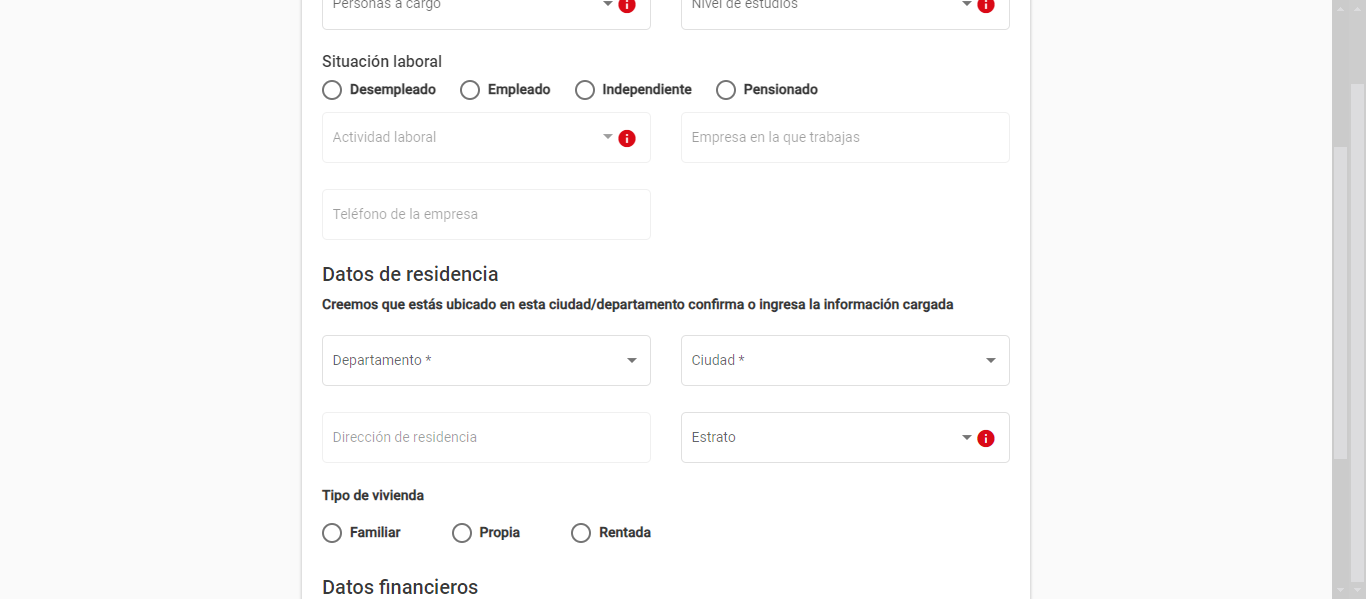 Personas a cargo
Nivel de estudios
Situación laboral
Desempleado Empleado Independiente Pensionado
Actividad laboral
Empresa en la que trabajas
Teléfono de la empresa
Datos de residencia
Creemos que estás ubicado en esta ciudad/departamento confirma o ingresa la información cargada
Departamento *
Ciudad *
Dirección de residencia
Estrato
Tipo de vivienda
Familiar Propia Rentada
Datos financieros